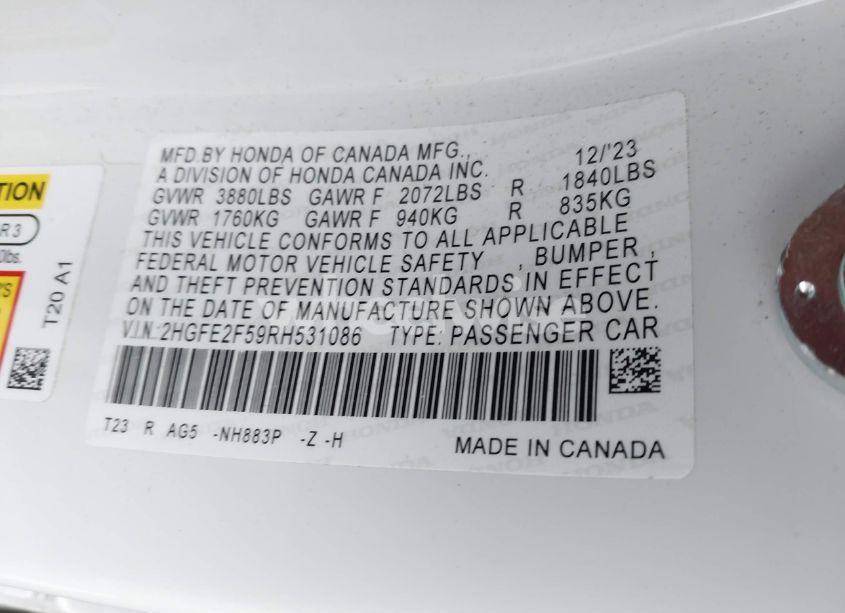 MFD.BY HONDA OF CANADA MFG., 12/'23
A DIVISION OF HONDA CANADA INC.
GVWR 3880LBS GAWR F 2072LBS R 1840LBS
GVWR 1760KG GAWR F 940KG R 835KG
THIS VEHICLE CONFORMS TO ALL APPLICABLE
FEDERAL MOTOR VEHICLE SAFETY , BUMPER ,
AND THEFT PREVENTION STANDARDS IN EFFECT
ON THE DATE OF MANUFACTURE SHOWN ABOVE.
V.I.N.:2HGFE2F59RH531086 TYPE: PASSENGER CAR
T23 R AG5 -NH883P -Z -H
MADE IN CANADA
TION
R 3
0lbs.
T20 A1